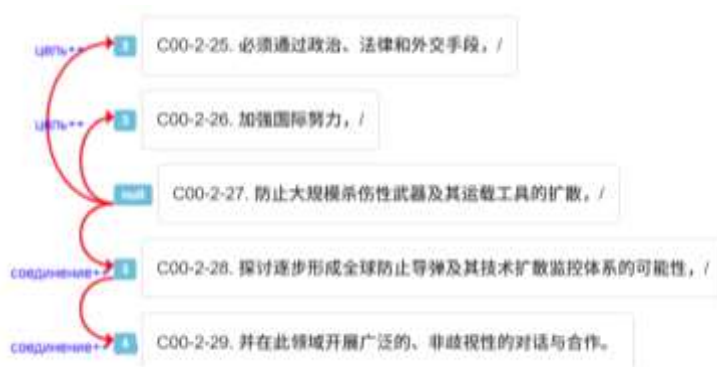 цель++ C00-2-25. 必须通过政治、法律和外交手段，/
цель++ 3 C00-2-26. 加强国际努力，/
null C00-2-27. 防止大规模杀伤性武器及其运载工具的扩散，/
соединение++ C00-2-28. 探讨逐步形成全球防止导弹及其技术扩散监控体系的可能性，/
соединение++ 4 C00-2-29. 并在此领域开展广泛的、非歧视性的对话与合作。